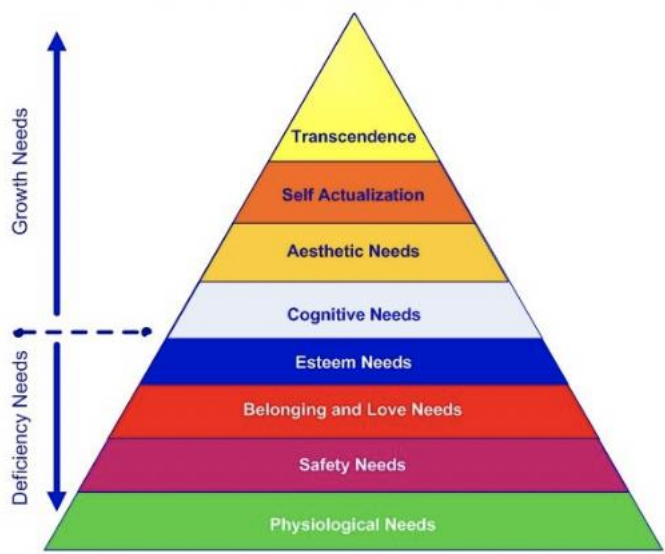 Growth Needs
Deficiency Needs
Transcendence
Self Actualization
Aesthetic Needs
Cognitive Needs
Esteem Needs
Belonging and Love Needs
Safety Needs
Physiological Needs